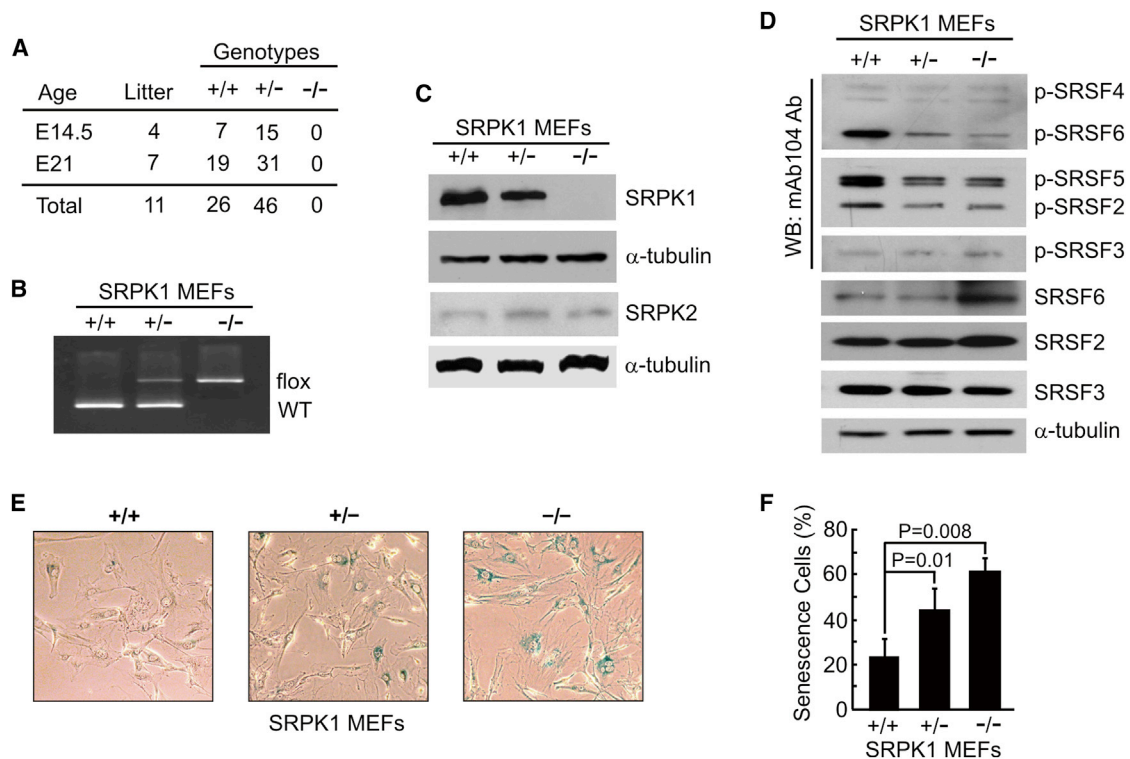 A
Genotypes
Age Litter +/+ +/- -/-
E14.5 4 7 15 0
E21 7 19 31 0
Total 11 26 46 0
B
SRPK1 MEFs
+/+ +/- -/-
flox
WT
C
SRPK1 MEFs
+/+ +/- -/-
SRPK1
α-tubulin
SRPK2
α-tubulin
D
SRPK1 MEFs
+/+ +/- -/-
WB: mAb104 Ab
p-SRSF4
p-SRSF6
p-SRSF5
p-SRSF2
p-SRSF3
SRSF6
SRSF2
SRSF3
α-tubulin
E
+/+ +/- -/-
SRPK1 MEFs
F
Senescence Cells (%)
80
60
40
20
0
P=0.008
P=0.01
+/+ +/- -/-
SRPK1 MEFs